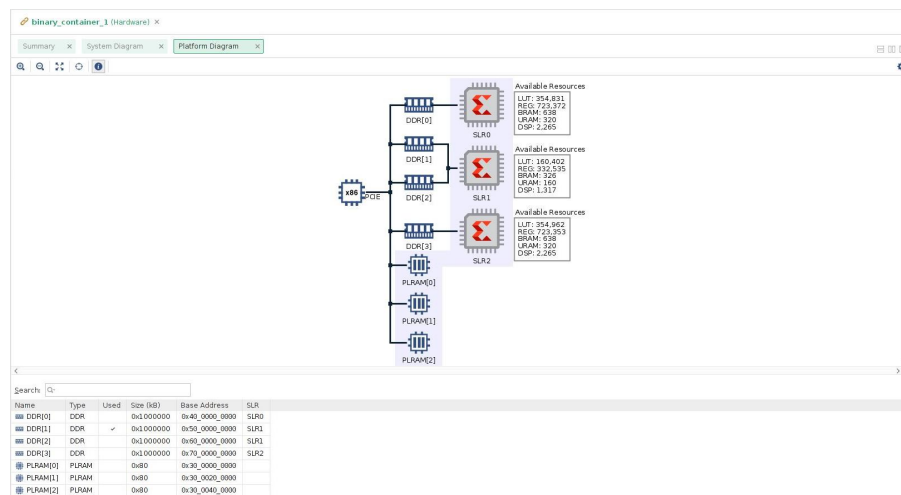 binary_container_1 (Hardware) ×
Summary × System Diagram × Platform Diagram ×
DDR[0]
SLR0
Available Resources
LUT: 354,831
REG: 723,372
BRAM: 638
URAM: 320
DSP: 2,265
DDR[1]
x86
PCIE
DDR[2]
SLR1
Available Resources
LUT: 160,402
REG: 332,535
BRAM: 326
URAM: 160
DSP: 1,317
DDR[3]
SLR2
Available Resources
LUT: 354,962
REG: 723,353
BRAM: 638
URAM: 320
DSP: 2,265
PLRAM[0]
PLRAM[1]
PLRAM[2]
Search:
Name Type Used Size (kB) Base Address SLR
DDR[0] DDR 0x1000000 0x40_0000_0000 SLR0
DDR[1] DDR ✓ 0x1000000 0x50_0000_0000 SLR1
DDR[2] DDR 0x1000000 0x60_0000_0000 SLR1
DDR[3] DDR 0x1000000 0x70_0000_0000 SLR2
PLRAM[0] PLRAM 0x80 0x30_0000_0000
PLRAM[1] PLRAM 0x80 0x30_0020_0000
PLRAM[2] PLRAM 0x80 0x30_0040_0000